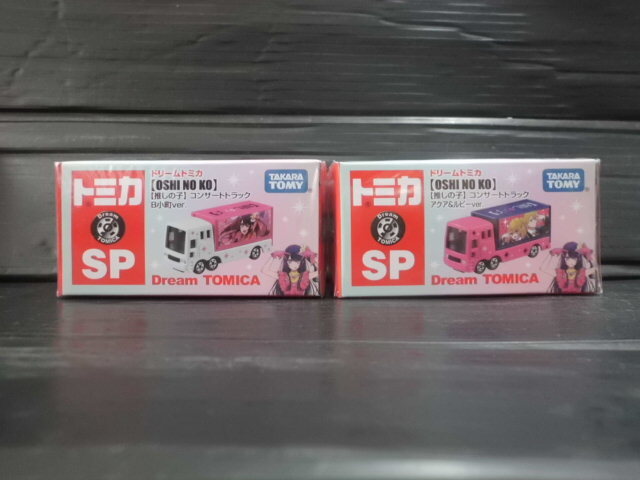 トミカ
Dream
TOMICA
SP
ドリームトミカ
【OSHI NO KO】
【推しの子】コンサートトラック
B小町ver.
TAKARA
TOMY
Dream TOMICA
トミカ
Dream
TOMICA
SP
ドリームトミカ
【OSHI NO KO】
【推しの子】コンサートトラック
アクア&ルビーver.
TAKARA
TOMY
Dream TOMICA